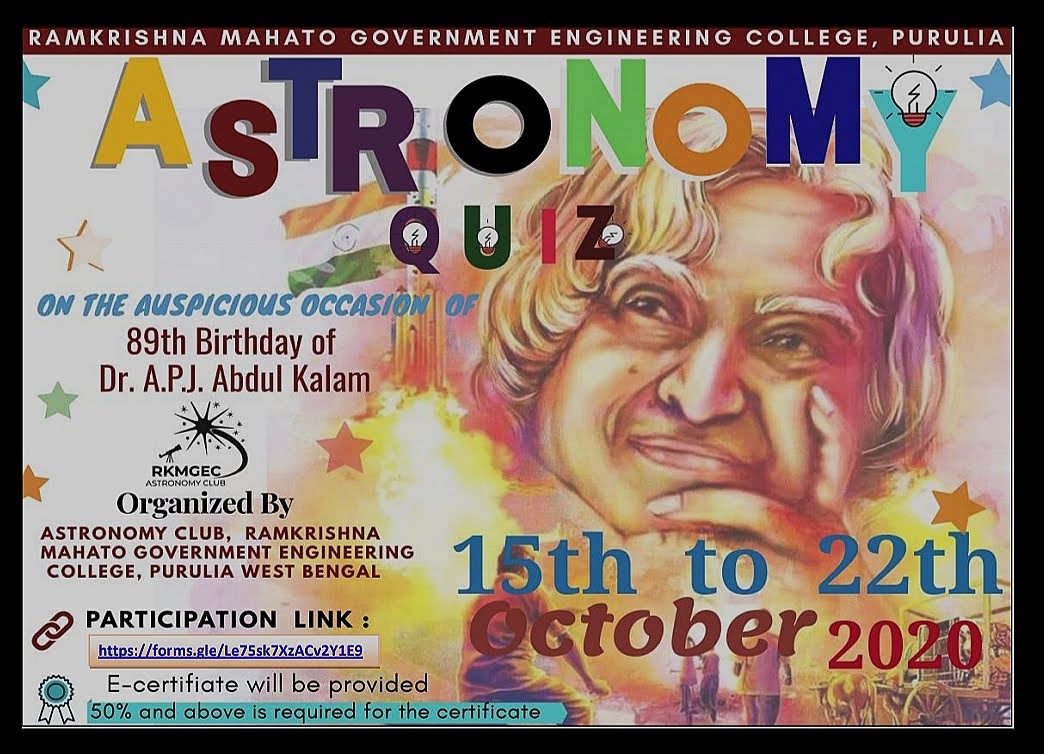 RAMKRISHNA MAHATO GOVERNMENT ENGINEERING COLLEGE, PURULIA
ASTRONOMY
QUIZ
ON THE AUSPICIOUS OCCASION OF
89th Birthday of
Dr. A.P.J. Abdul Kalam
RKMGEC
ASTRONOMY CLUB
Organized By
ASTRONOMY CLUB, RAMKRISHNA
MAHATO GOVERNMENT ENGINEERING
COLLEGE, PURULIA WEST BENGAL
15th to 22th
October 2020
PARTICIPATION LINK :
https://forms.gle/Le75sk7XzACv2Y1E9
E-certifiate will be provided
50% and above is required for the certificate